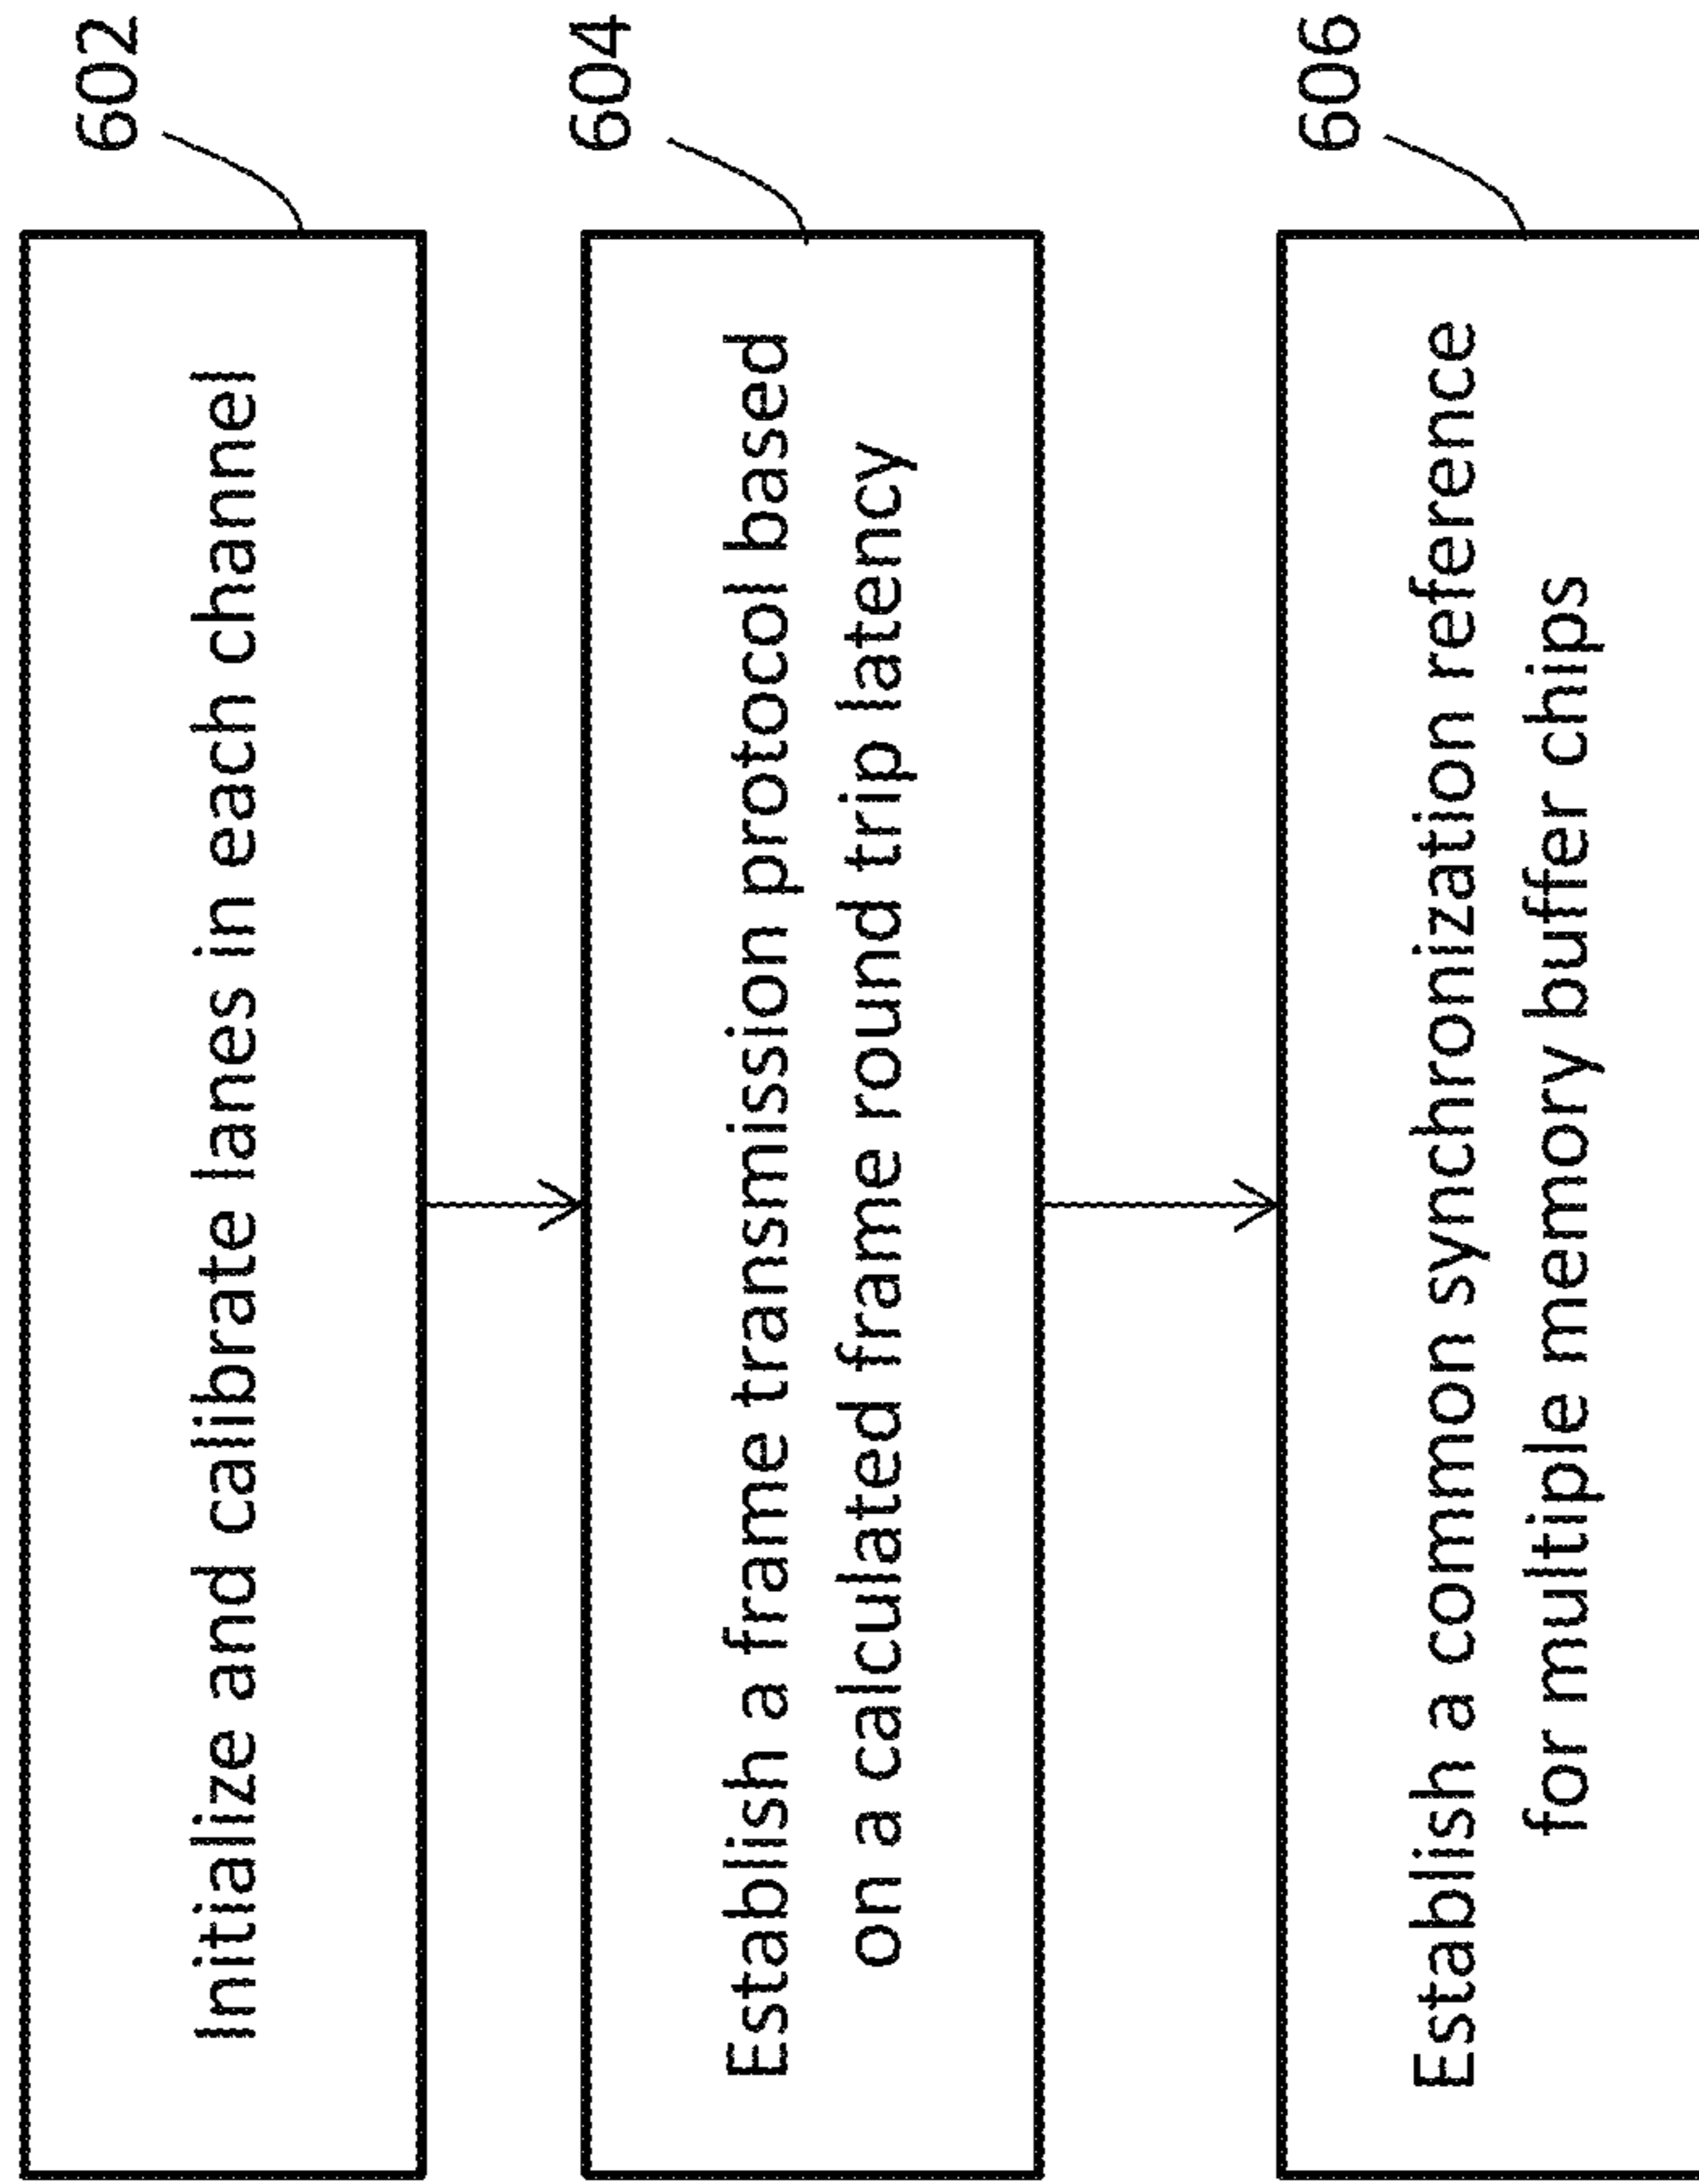 Initialize and calibrate lanes in each channel
602
Establish a frame transmission protocol based
on a calculated frame round trip latency
604
Establish a common synchronization reference
for multiple memory buffer chips
606